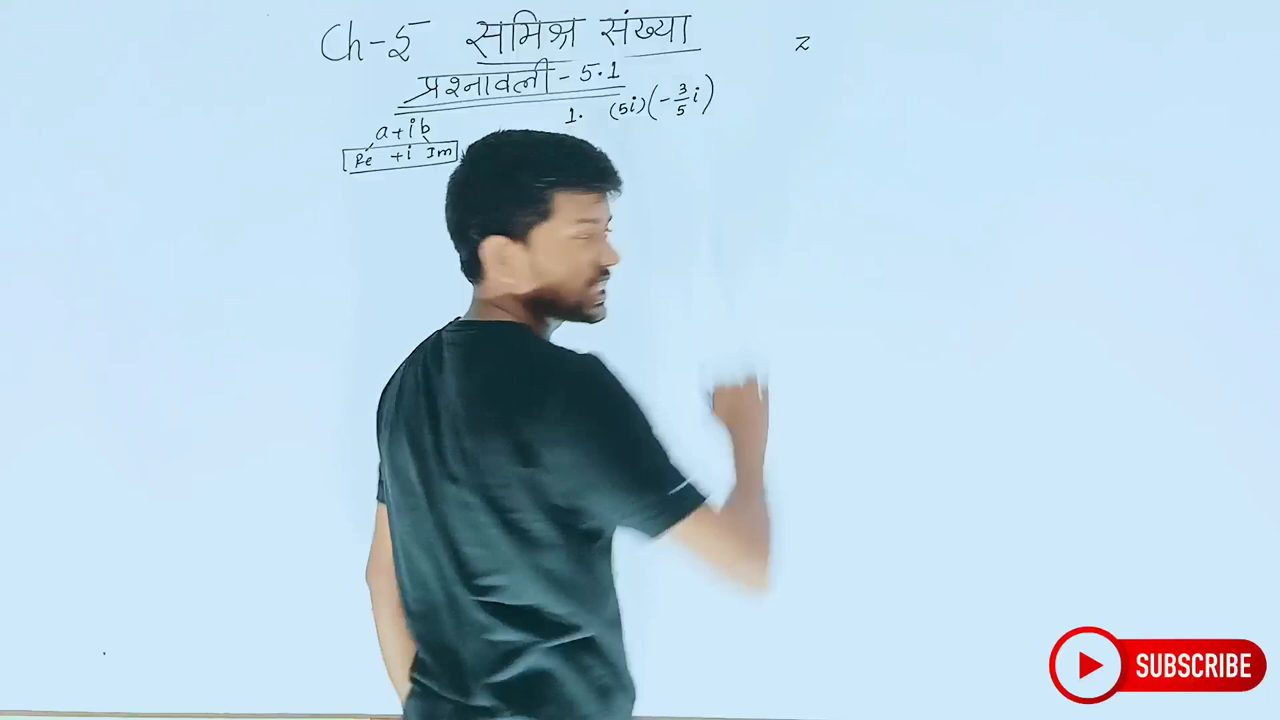 Ch-5 समिश्र संख्या
z
प्रश्नावली - 5.1
1. (5i)(-3/5 i)
a+ib
Re +i Im
SUBSCRIBE